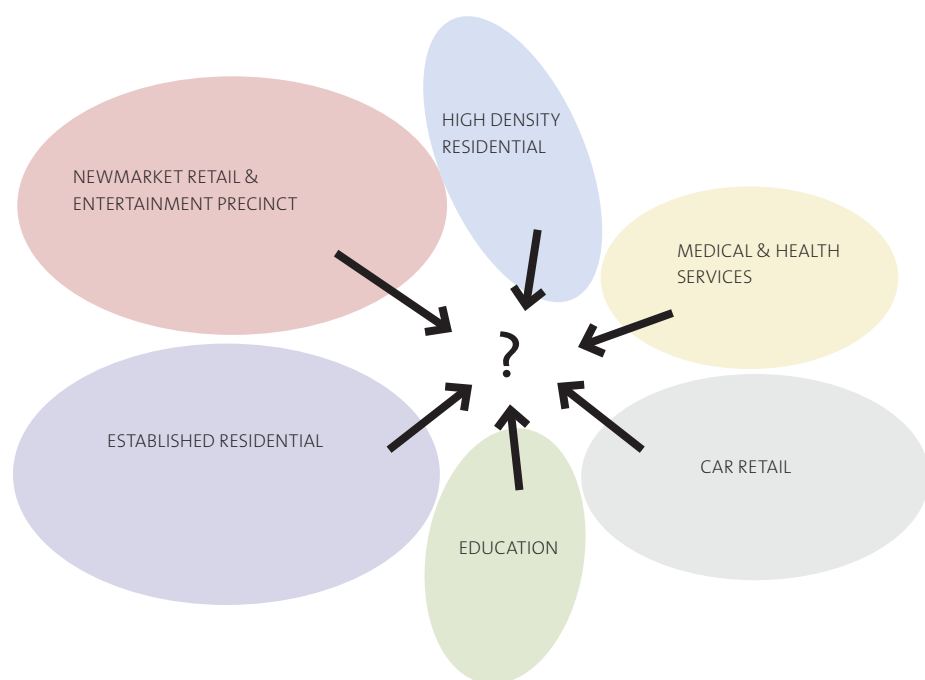 HIGH DENSITY
RESIDENTIAL
NEWMARKET RETAIL &
ENTERTAINMENT PRECINCT
MEDICAL & HEALTH
SERVICES
?
ESTABLISHED RESIDENTIAL
CAR RETAIL
EDUCATION